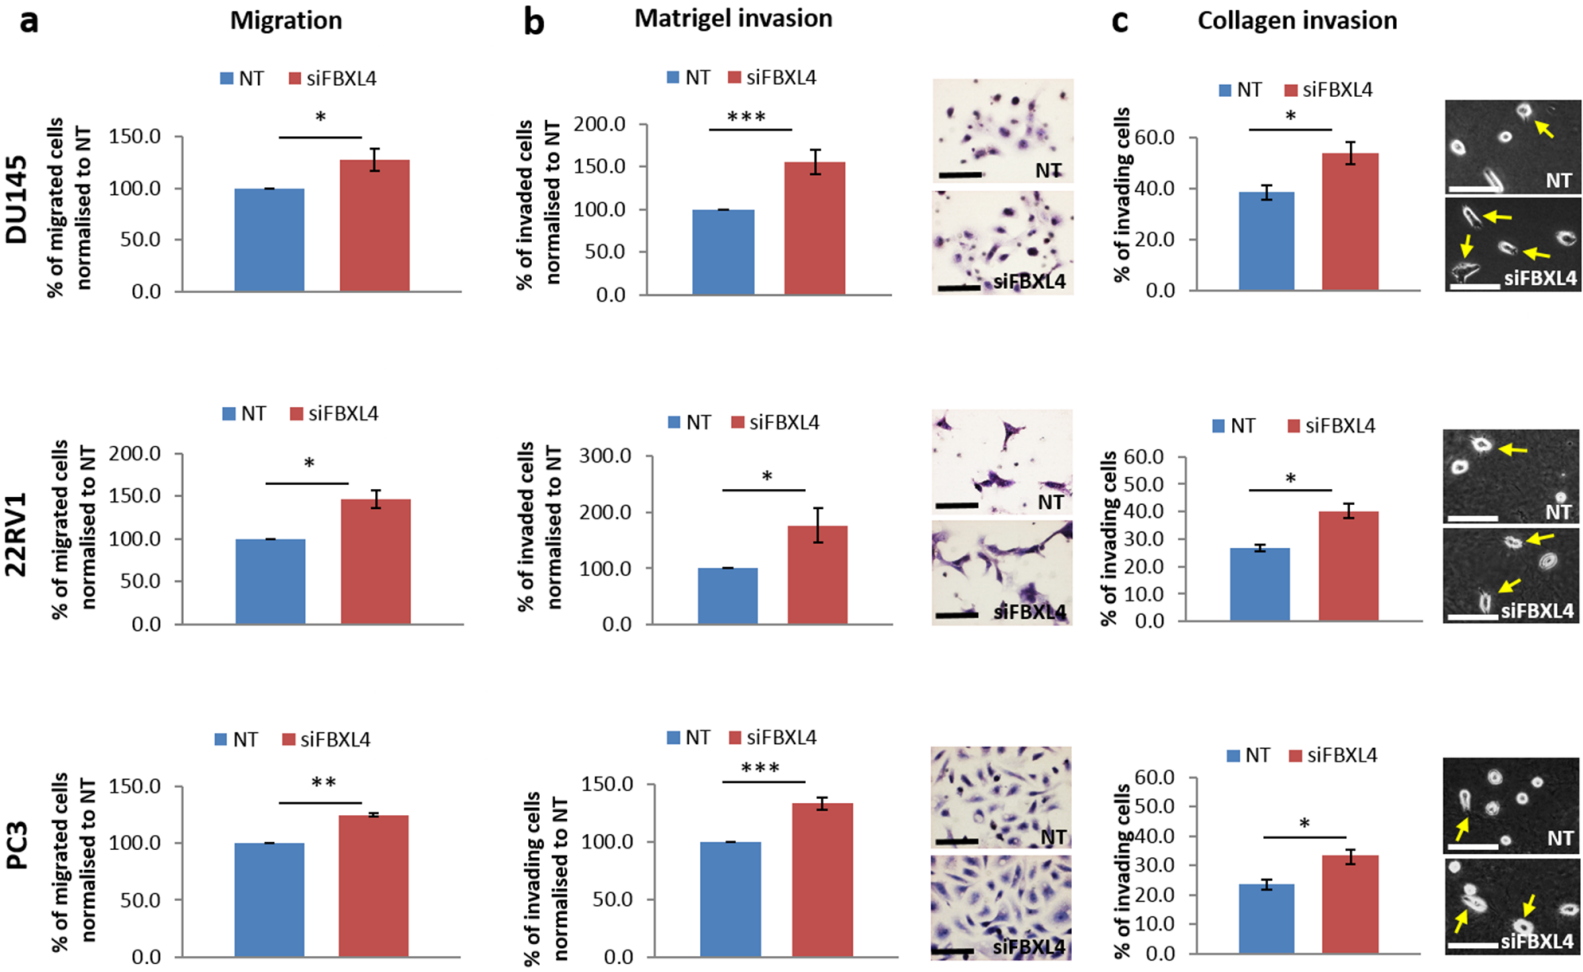 a Migration
b Matrigel invasion
c Collagen invasion
DU145
NT siFBXL4
*
% of migrated cells
normalised to NT
150.0
100.0
50.0
0.0
NT siFBXL4
***
% of invaded cells
normalised to NT
200.0
150.0
100.0
50.0
0.0
NT
siFBXL4
NT siFBXL4
*
% of invading cells
60.0
40.0
20.0
0.0
NT
siFBXL4
22RV1
NT siFBXL4
*
% of migrated cells
normalised to NT
200.0
150.0
100.0
50.0
0.0
NT siFBXL4
*
% of invaded cells
normalised to NT
300.0
200.0
100.0
0.0
NT
siFBXL4
NT siFBXL4
*
% of invading cells
60.0
50.0
40.0
30.0
20.0
10.0
0.0
NT
siFBXL4
PC3
NT siFBXL4
**
% of migrated cells
normalised to NT
150.0
100.0
50.0
0.0
NT siFBXL4
***
% of invading cells
normalised to NT
150.0
100.0
50.0
0.0
NT
siFBXL4
NT siFBXL4
*
% of invading cells
60.0
50.0
40.0
30.0
20.0
10.0
0.0
NT
siFBXL4